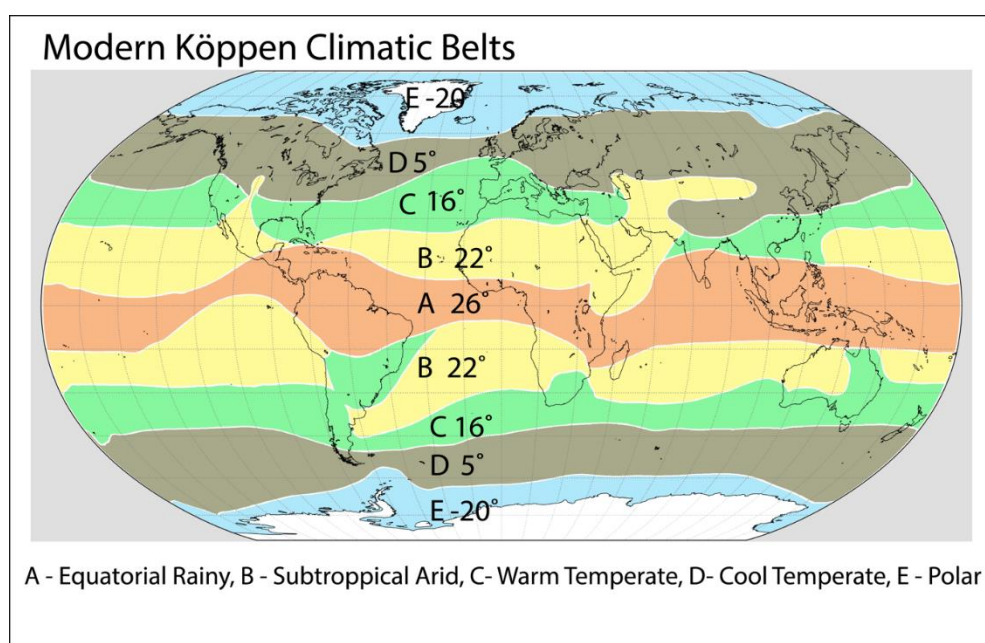 Modern Köppen Climatic Belts
E -20
D 5°
C 16°
B 22°
A 26°
B 22°
C 16°
D 5°
E -20°
A - Equatorial Rainy, B - Subtroppical Arid, C- Warm Temperate, D- Cool Temperate, E - Polar